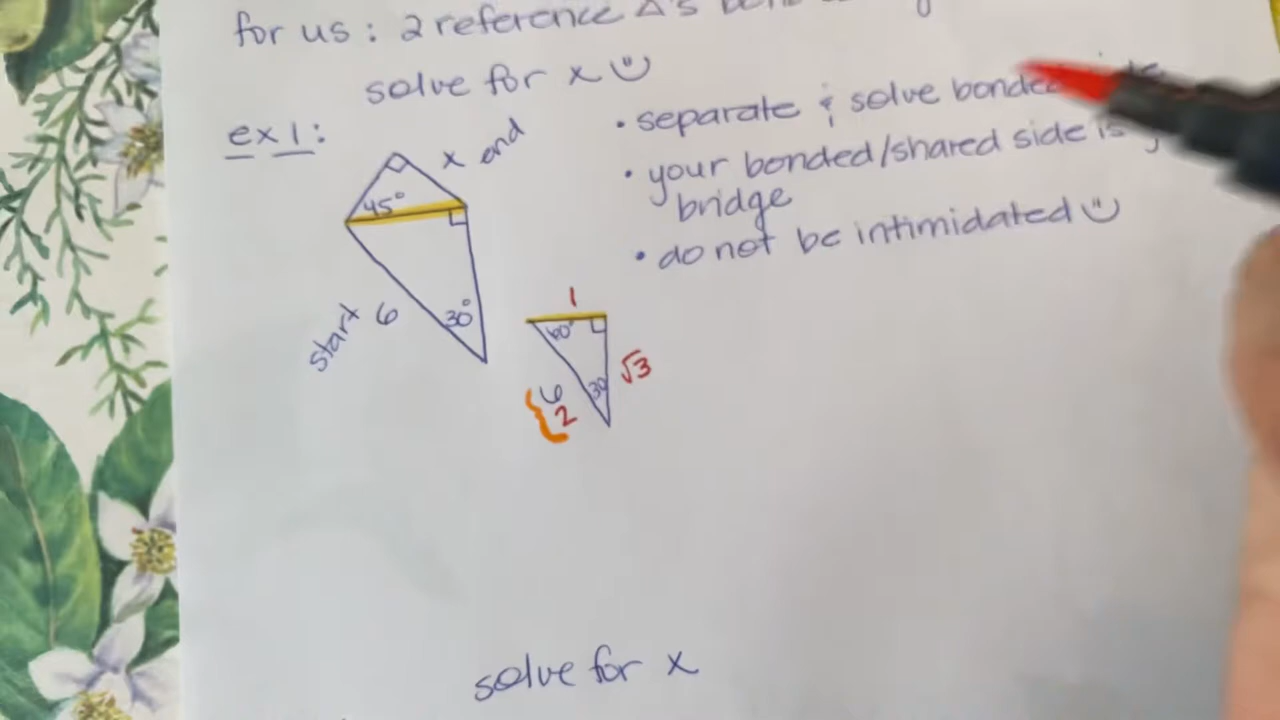 for us : 2 reference Δ's
solve for x
ex 1:
• separate & solve bonded
• your bonded/shared side is
bridge
• do not be intimidated
x end
45°
start 6
30°
1
60°
√3
6
30
2
solve for x